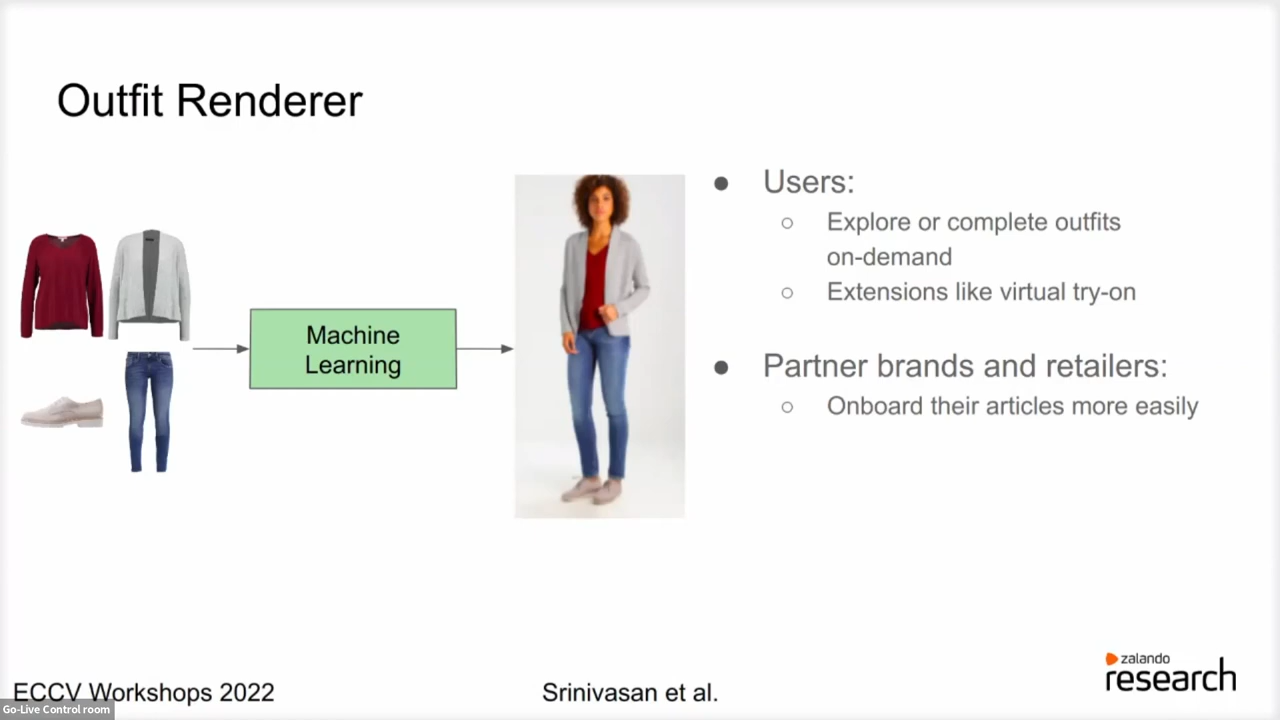 Outfit Renderer
Machine
Learning
● Users:
○ Explore or complete outfits
on-demand
○ Extensions like virtual try-on
● Partner brands and retailers:
○ Onboard their articles more easily
zalando
research
ECCV Workshops 2022
Srinivasan et al.
Go-Live Control room